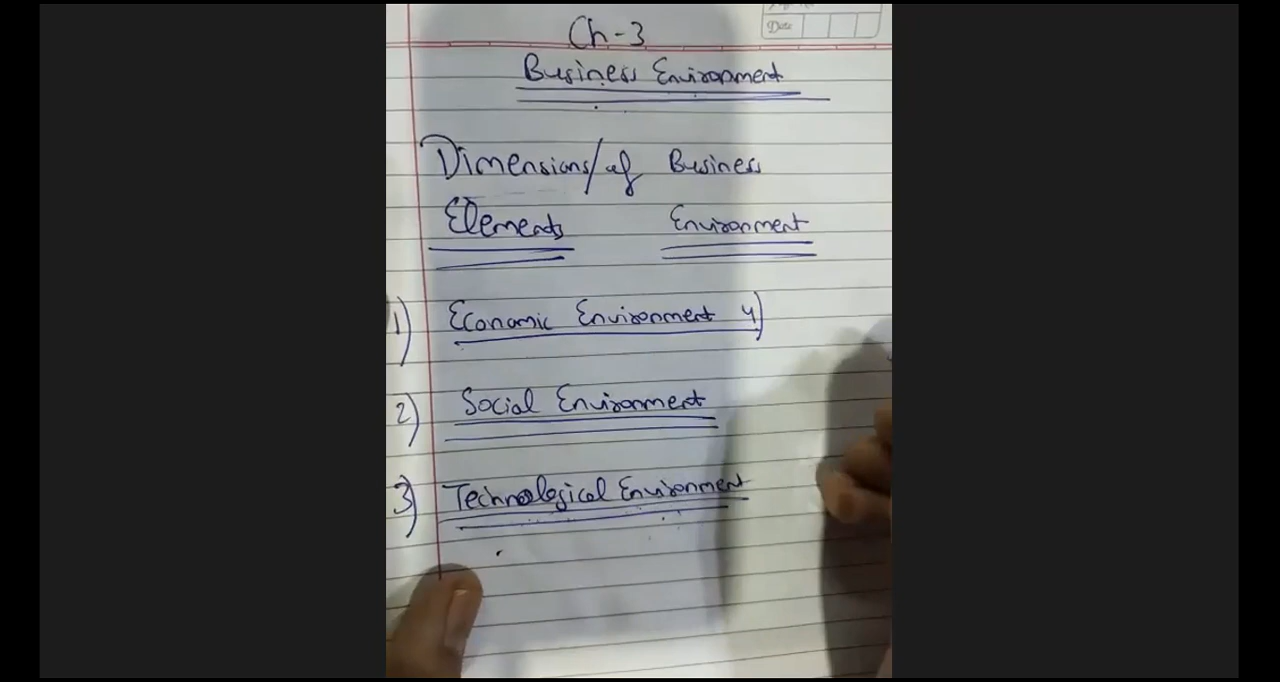 Date
Ch-3
Business Environment
Dimensions/of Business
Elements Environment
1) Economic Environment 4)
2) Social Environment
3) Technological Environment